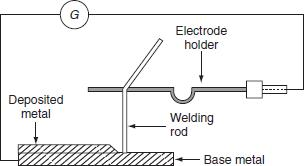 G
Electrode
holder
Deposited
metal
Welding
rod
Base metal